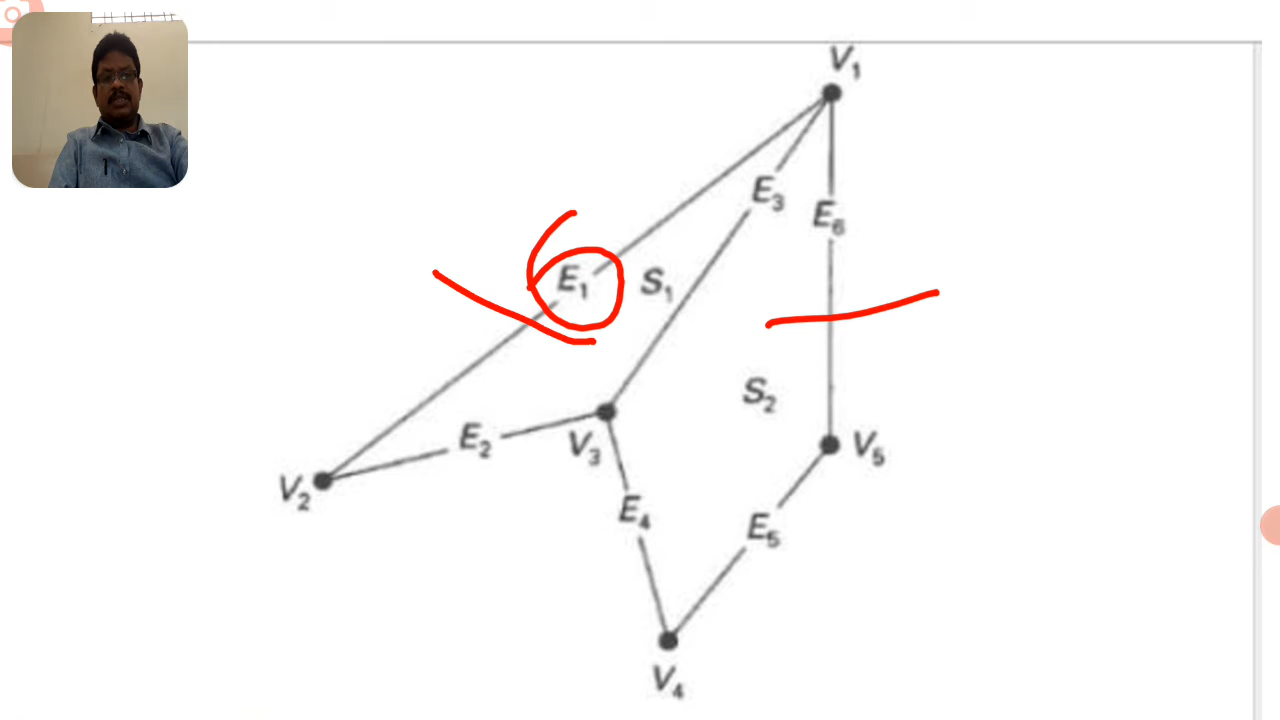 V₁
E₃
E₆
E₁
S₁
S₂
E₂
V₃
V₅
V₂
E₄
E₅
V₄